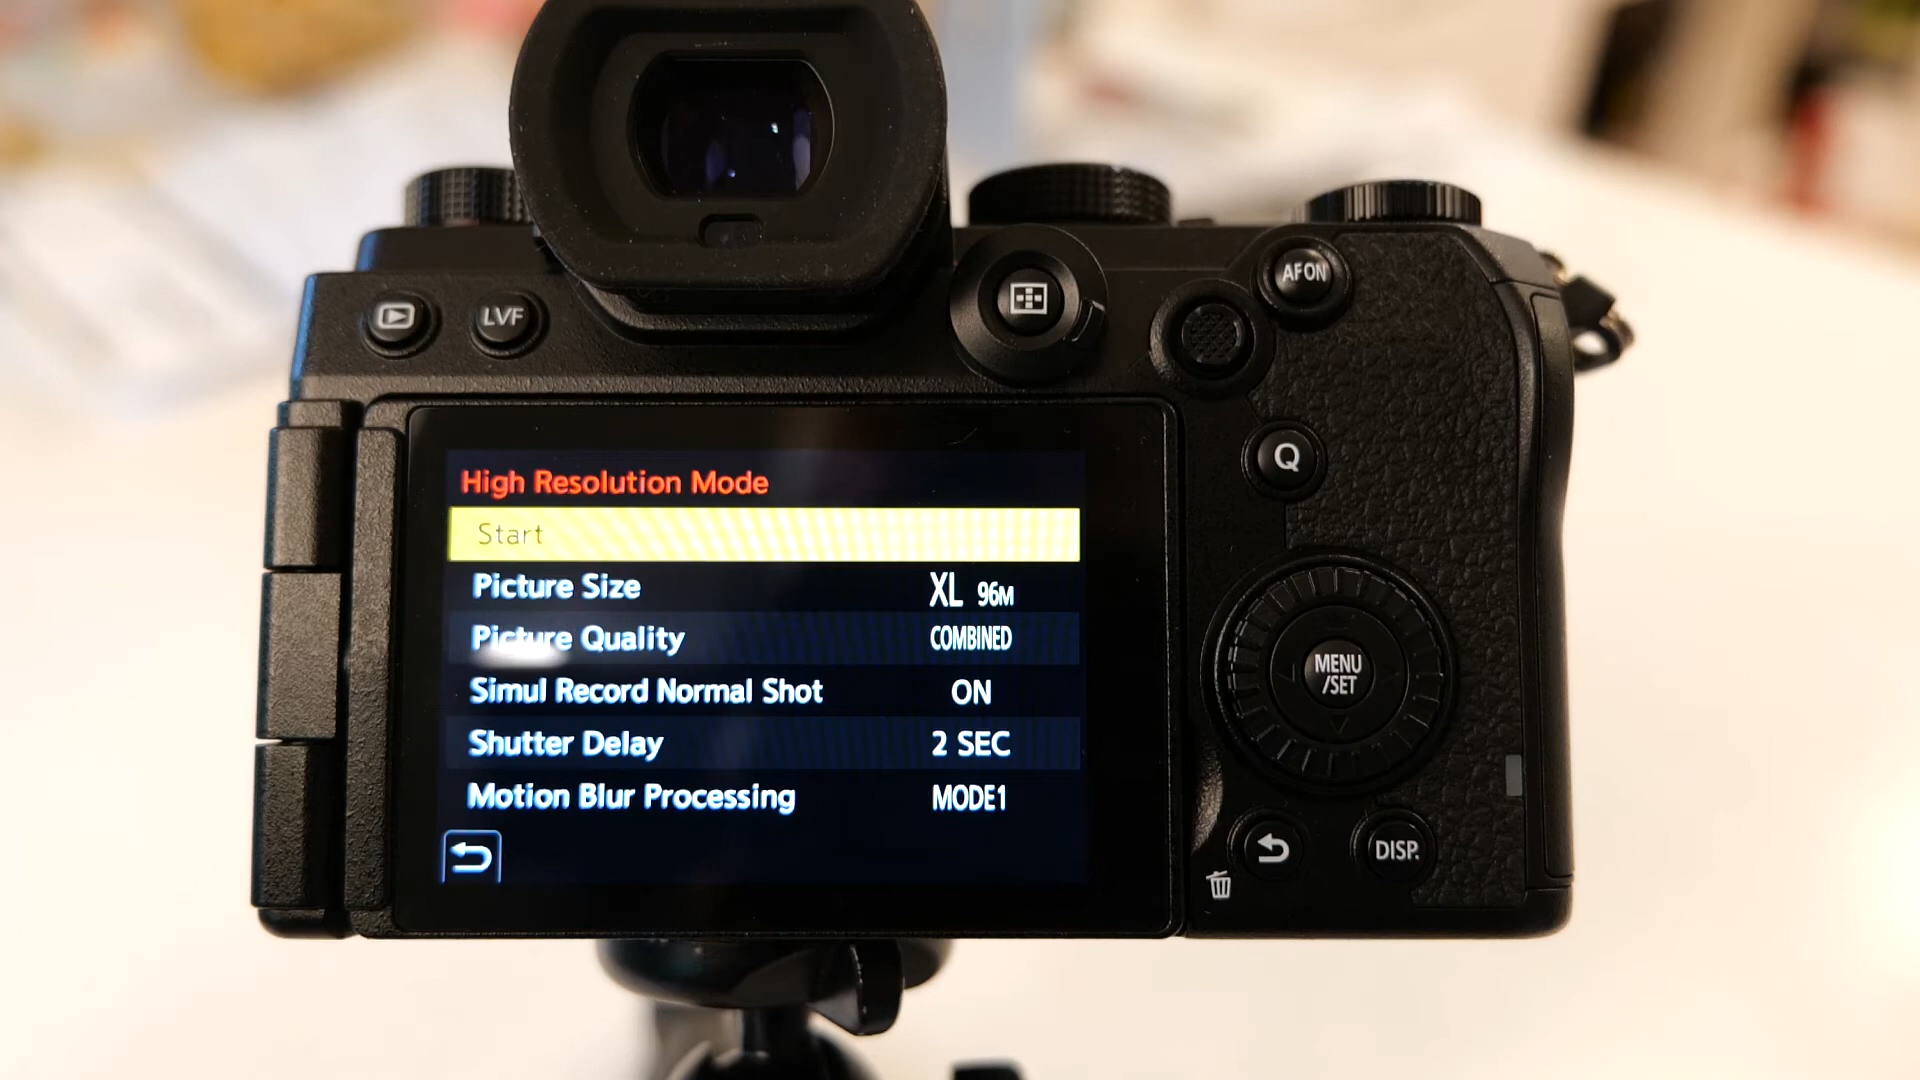 LVF
AF ON
Q
High Resolution Mode
Start
Picture Size XL 96M
Picture Quality COMBINED
Simul Record Normal Shot ON
Shutter Delay 2 SEC
Motion Blur Processing MODE1
MENU
/SET
DISP.